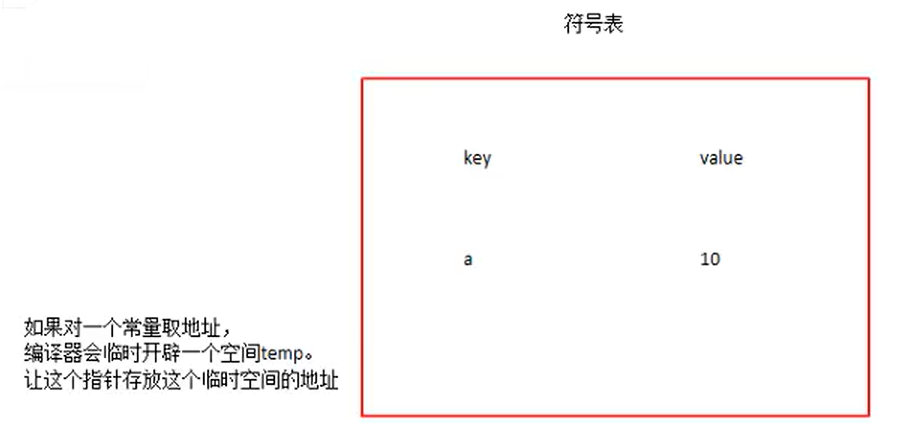 符号表
key value
a 10
如果对一个常量取地址，
编译器会临时开辟一个空间temp。
让这个指针存放这个临时空间的地址